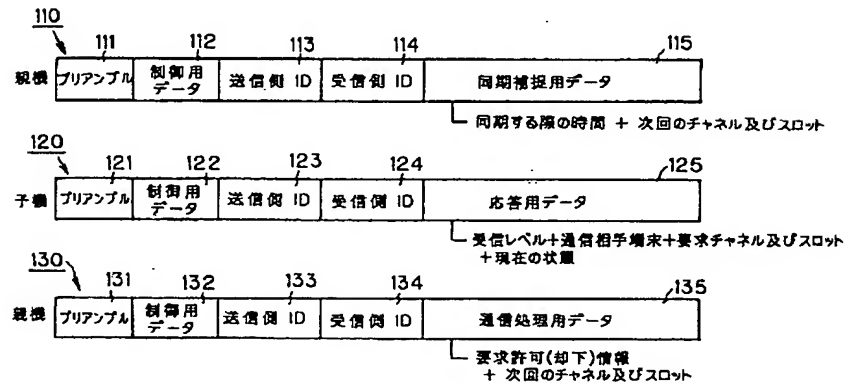 110
111 112 113 114 115
親機 プリアンブル 制御用データ 送信側 ID 受信側 ID 同期補捉用データ
同期する際の時間 + 次回のチャネル及びスロット
120
121 122 123 124 125
子機 プリアンブル 制御用データ 送信側 ID 受信側 ID 応答用データ
受信レベル+通信相手端末+要求チャネル及びスロット
+現在の状態
130
131 132 133 134 135
親機 プリアンブル 制御用データ 送信側 ID 受信側 ID 通信処理用データ
要求許可(却下)情報
+ 次回のチャネル及びスロット